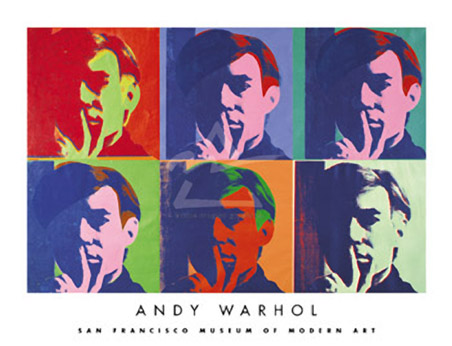 ANDY WARHOL
SAN FRANCISCO MUSEUM OF MODERN ART